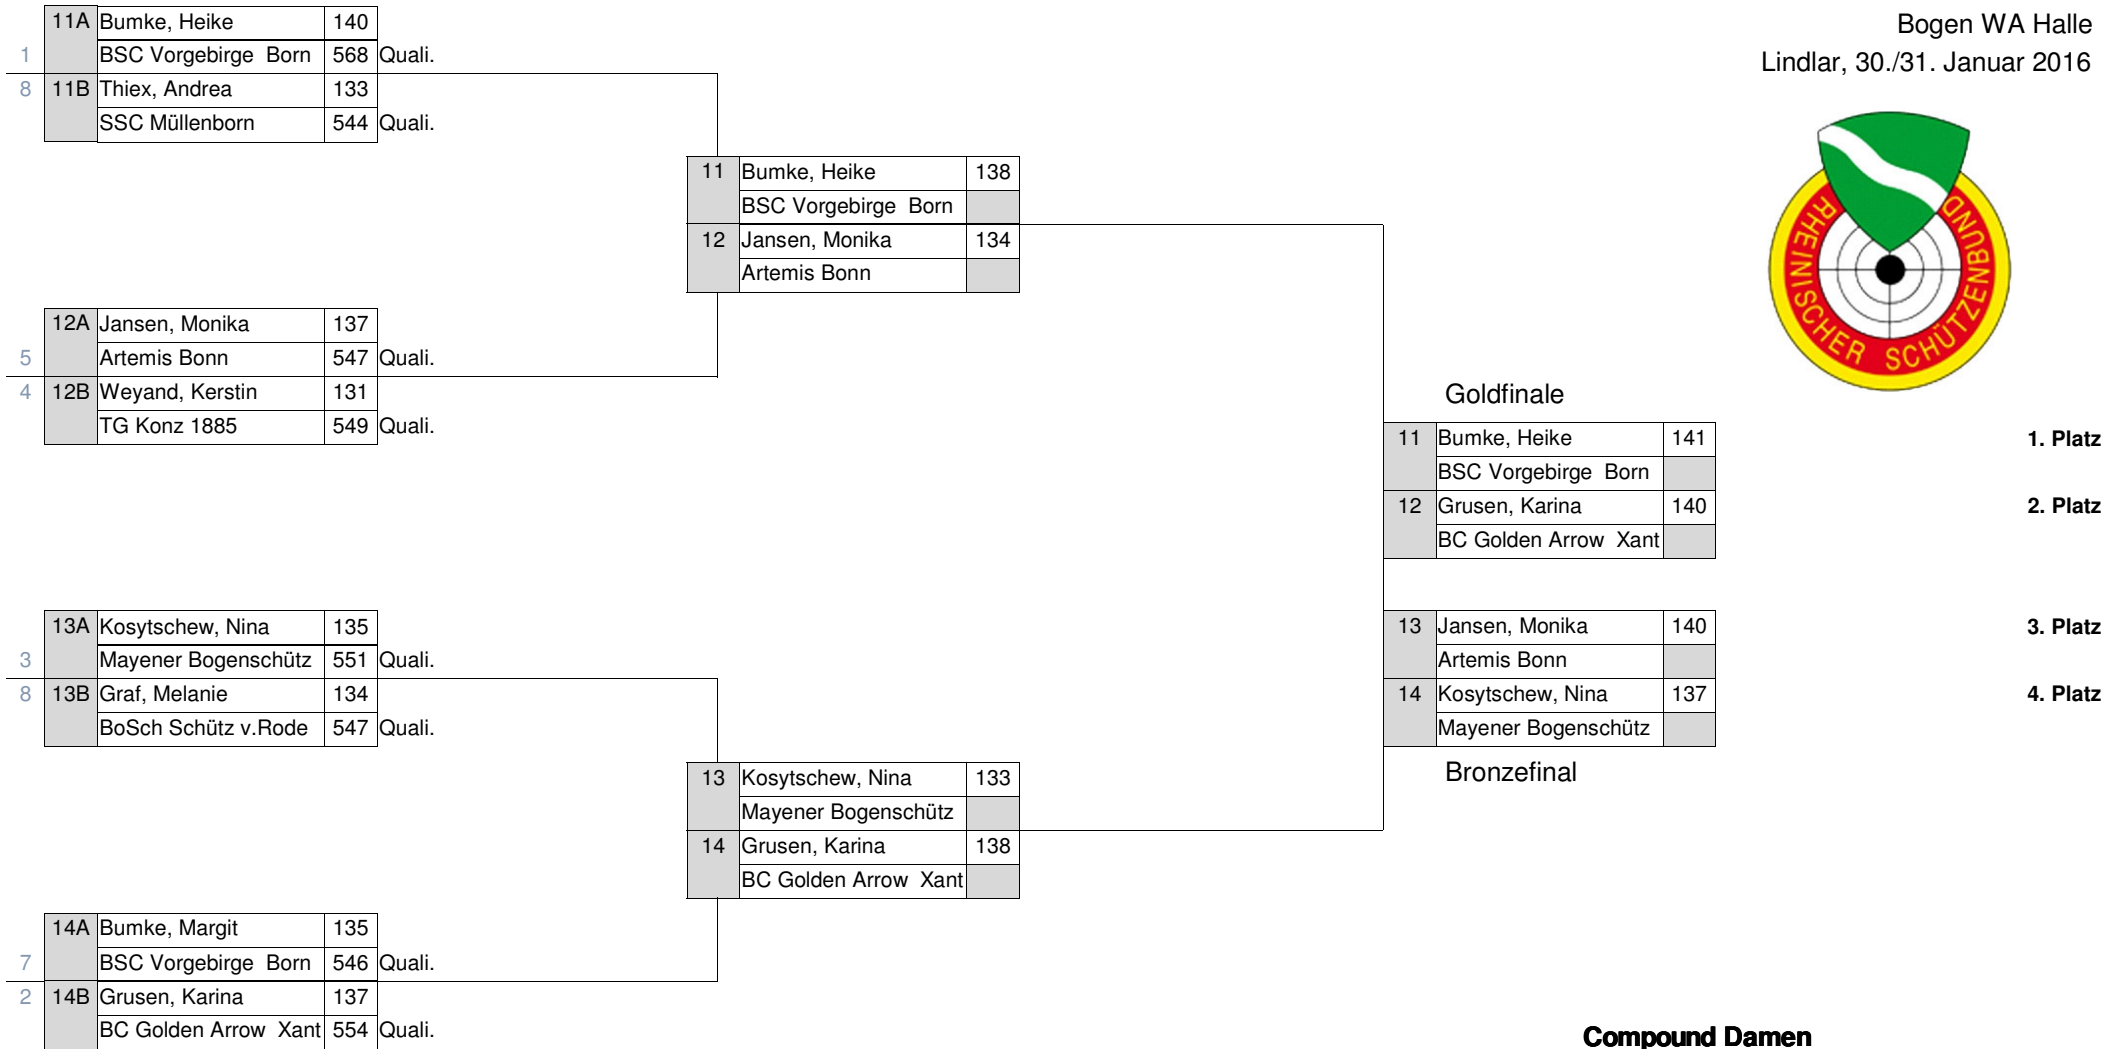 Bogen WA Halle
Lindlar, 30./31. Januar 2016
RHEINISCHER SCHÜTZENBUND
11A Bumke, Heike 140
1 BSC Vorgebirge Born 568 Quali.
8 11B Thiex, Andrea 133
SSC Müllenborn 544 Quali.
12A Jansen, Monika 137
5 Artemis Bonn 547 Quali.
4 12B Weyand, Kerstin 131
TG Konz 1885 549 Quali.
13A Kosytschew, Nina 135
3 Mayener Bogenschütz 551 Quali.
8 13B Graf, Melanie 134
BoSch Schütz v.Rode 547 Quali.
14A Bumke, Margit 135
7 BSC Vorgebirge Born 546 Quali.
2 14B Grusen, Karina 137
BC Golden Arrow Xant 554 Quali.
11 Bumke, Heike 138
BSC Vorgebirge Born
12 Jansen, Monika 134
Artemis Bonn
13 Kosytschew, Nina 133
Mayener Bogenschütz
14 Grusen, Karina 138
BC Golden Arrow Xant
Goldfinale
11 Bumke, Heike 141 1. Platz
BSC Vorgebirge Born
12 Grusen, Karina 140 2. Platz
BC Golden Arrow Xant
13 Jansen, Monika 140 3. Platz
Artemis Bonn
14 Kosytschew, Nina 137 4. Platz
Mayener Bogenschütz
Bronzefinal
Compound Damen